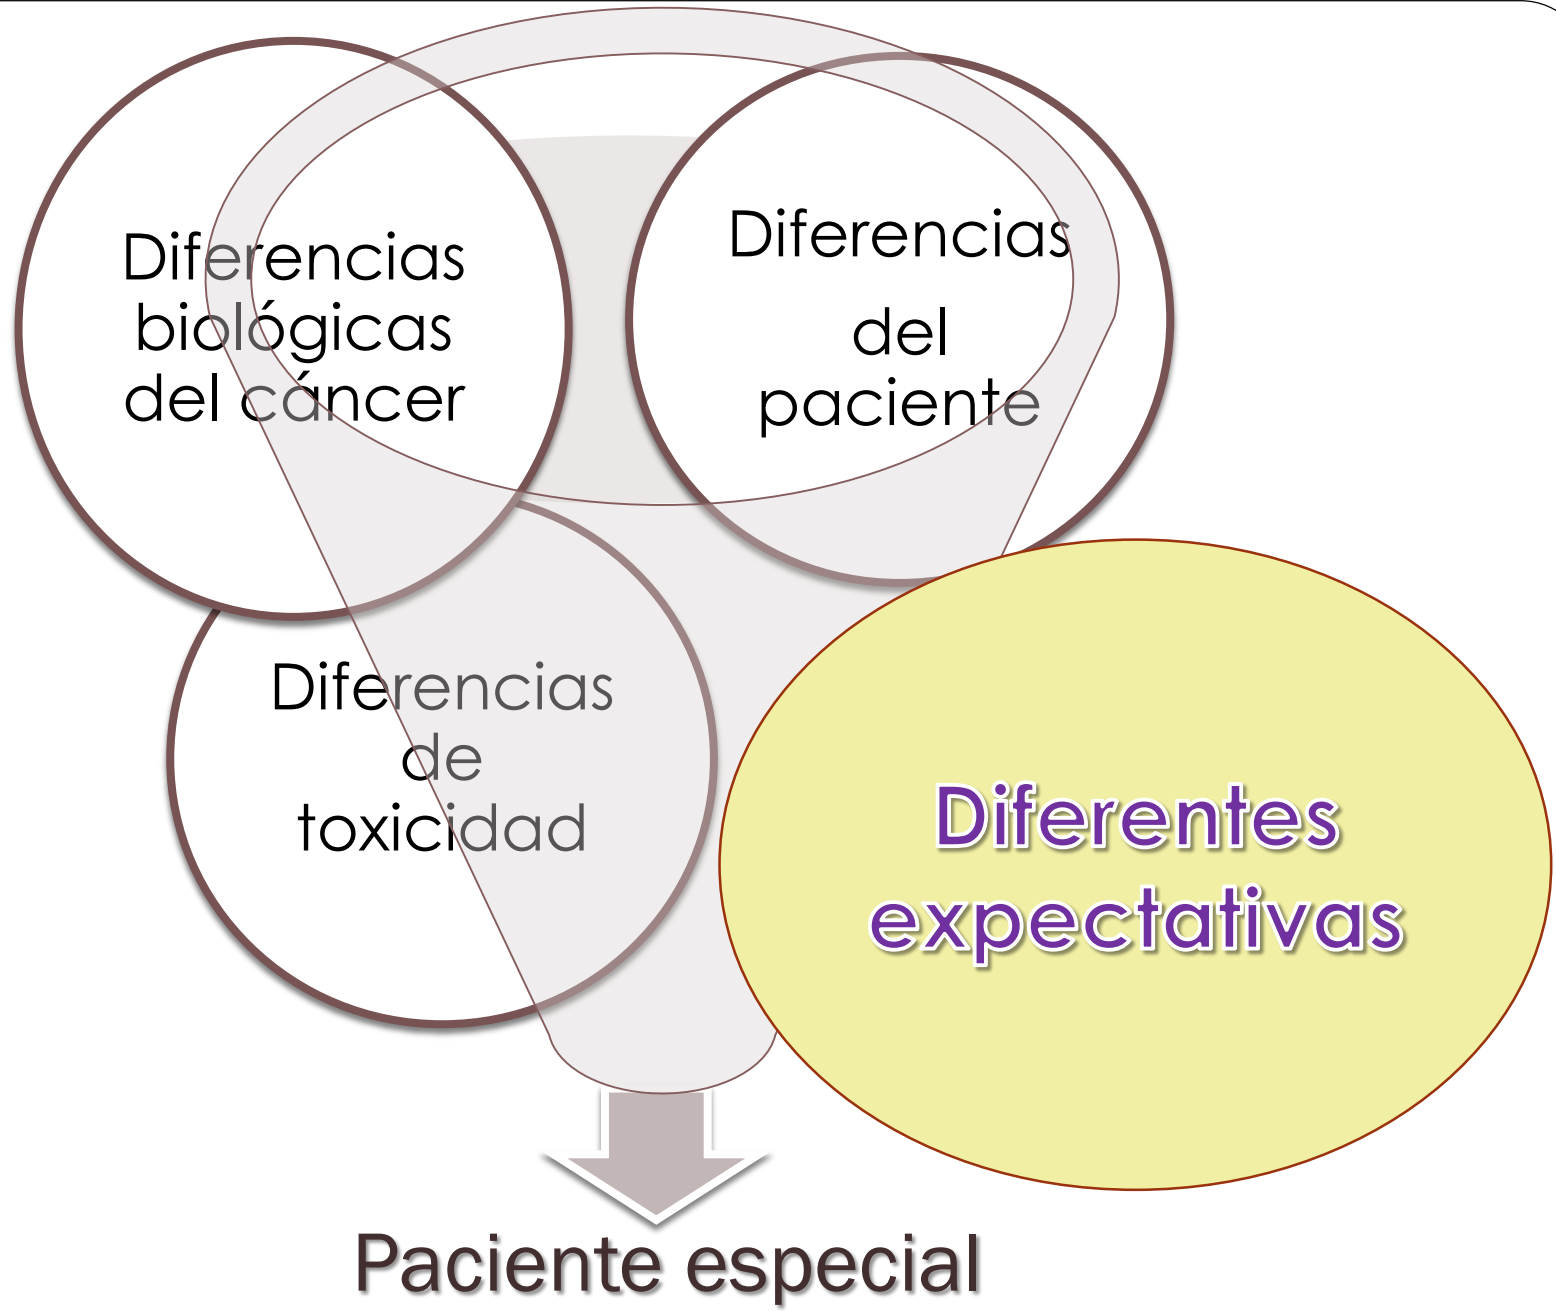 Diferencias
biológicas
del cáncer
Diferencias
del
paciente
Diferencias
de
toxicidad
Diferentes
expectativas
Paciente especial